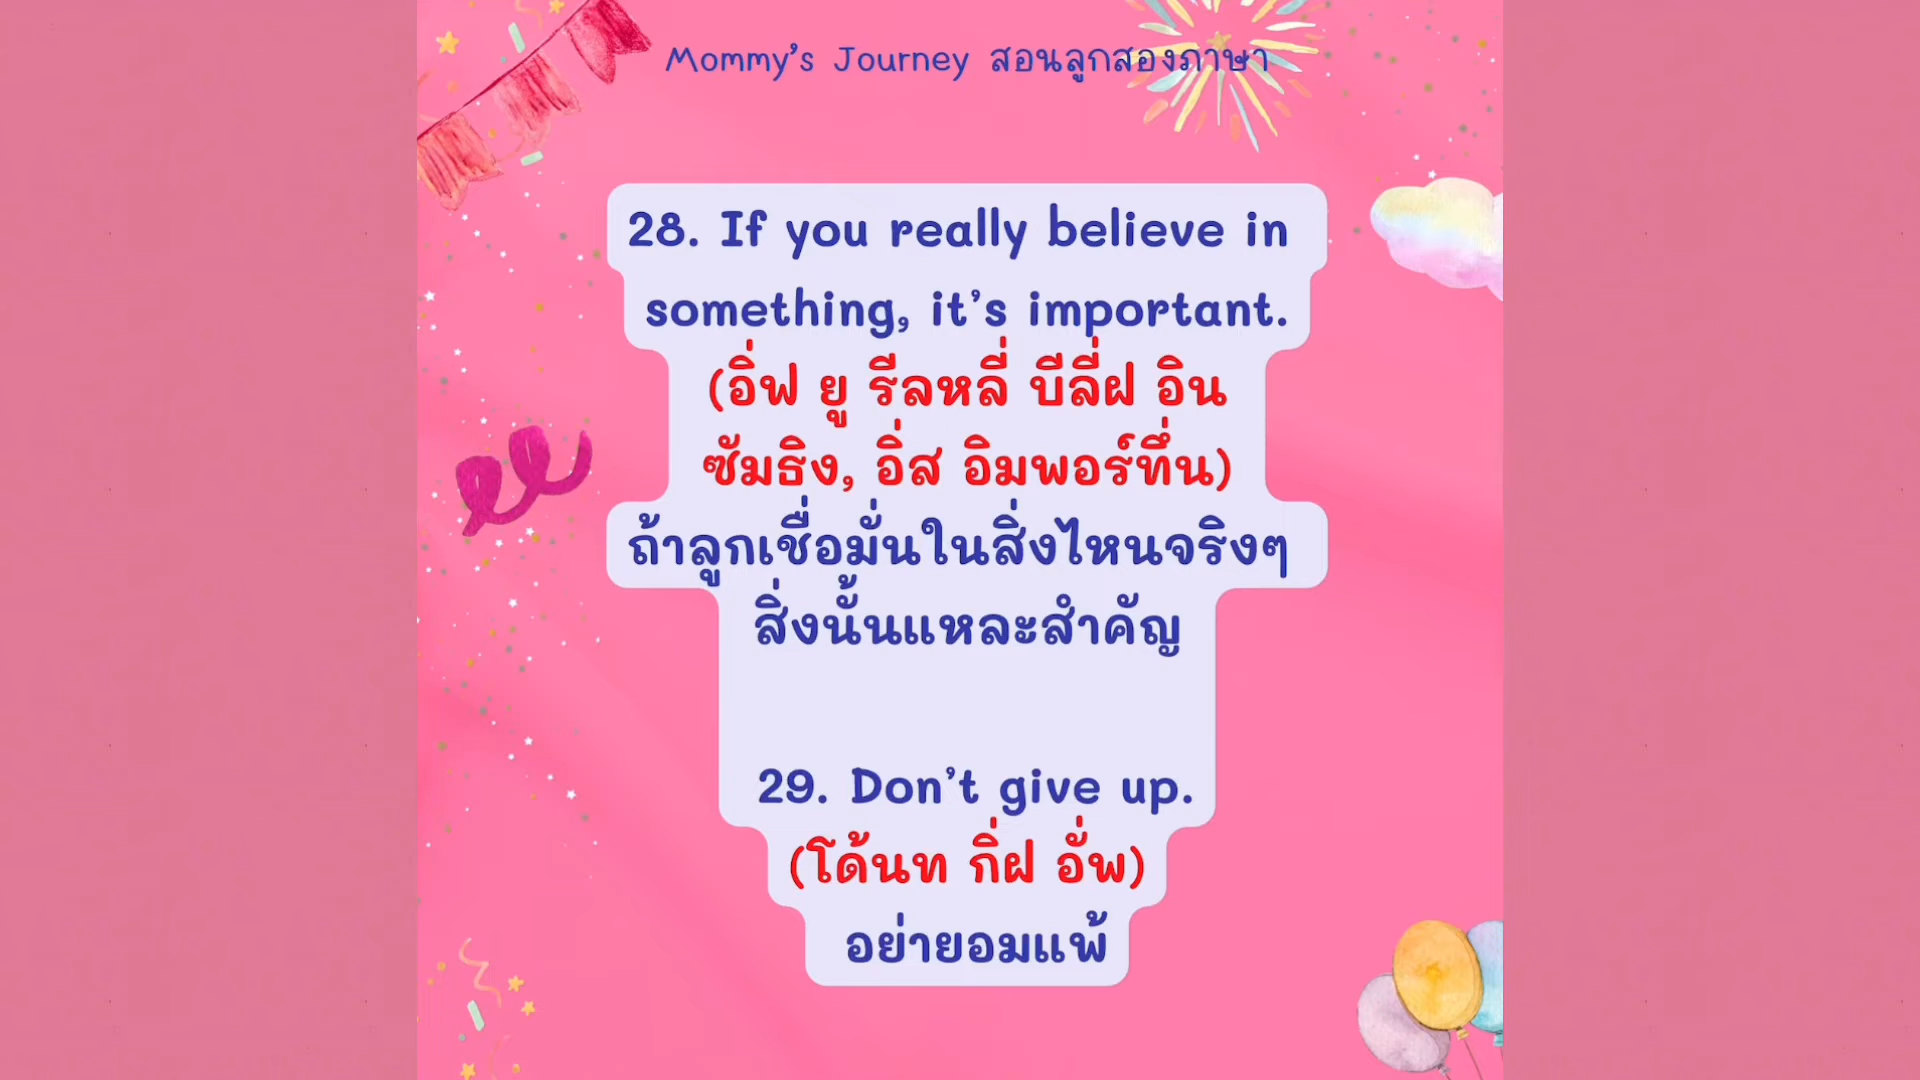 Mommy's Journey สอนลูกสองภาษา
28. If you really believe in
something, it's important.
(อิ่ฟ ยู รีลหลี่ บีลี่ฝ อิน
ซัมธิง, อิ่ส อิมพอร์ทึ่น)
ถ้าลูกเชื่อมั่นในสิ่งไหนจริงๆ
สิ่งนั้นแหละสำคัญ
29. Don't give up.
(โด้นท กิ่ฝ อั่พ)
อย่ายอมแพ้